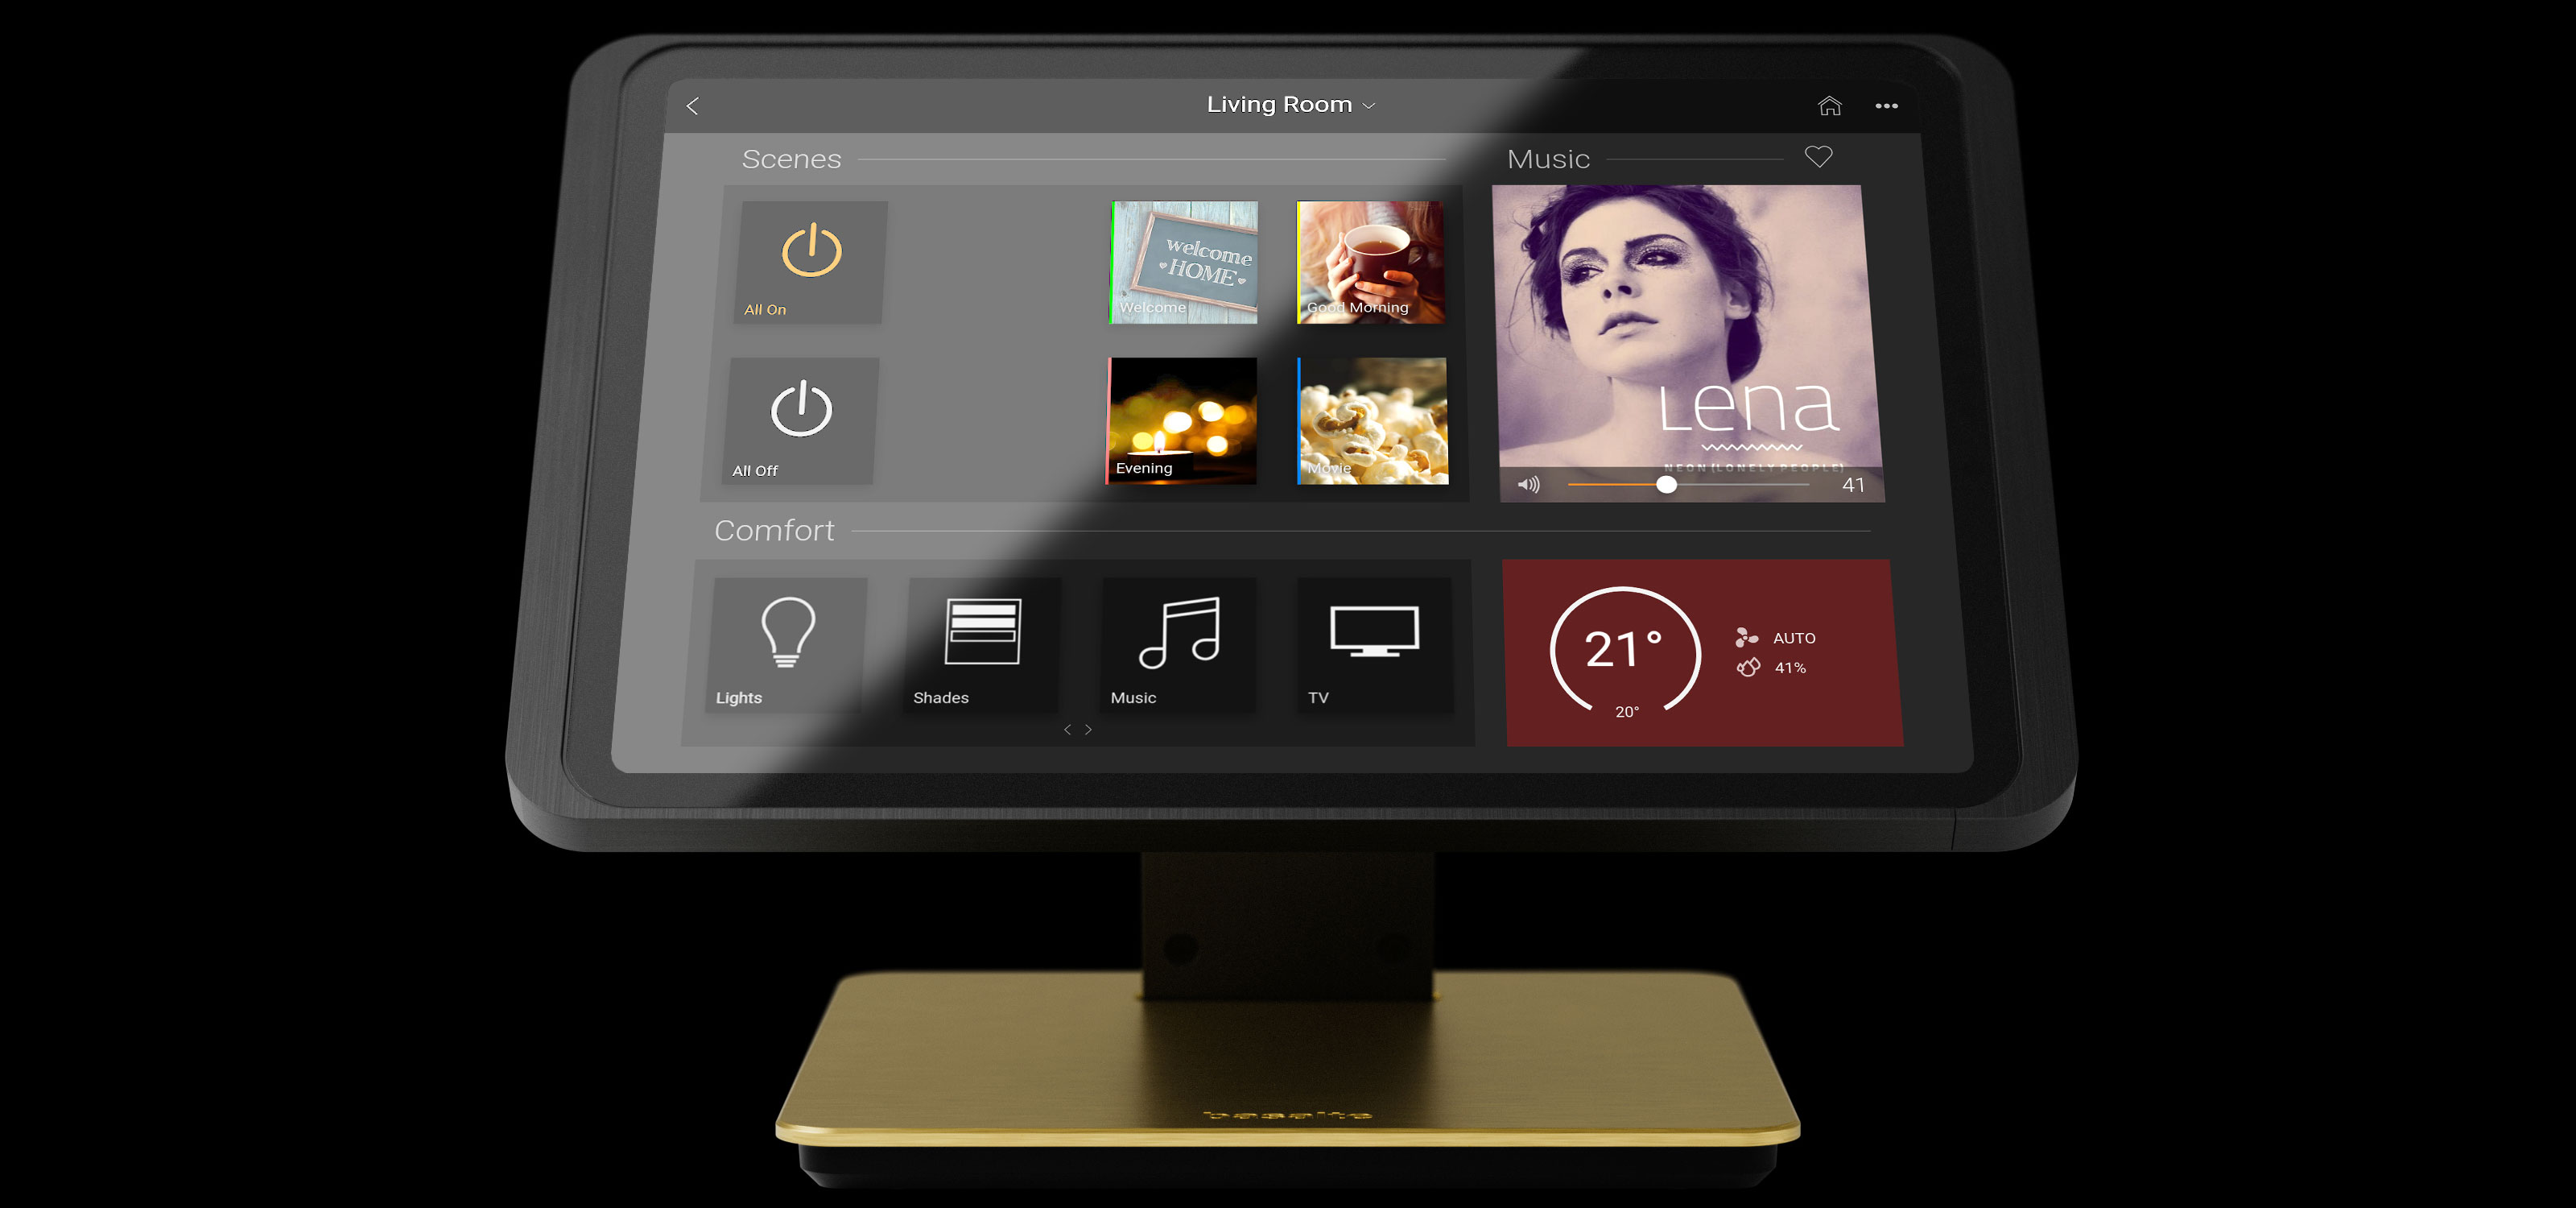 Living Room
Scenes
Music
All On
welcome
HOME
Welcome
Good Morning
Lena
NEON (LONELY PEOPLE)
All Off
Evening
Movie
41
Comfort
21°
AUTO
41%
20°
Lights
Shades
Music
TV
basalte